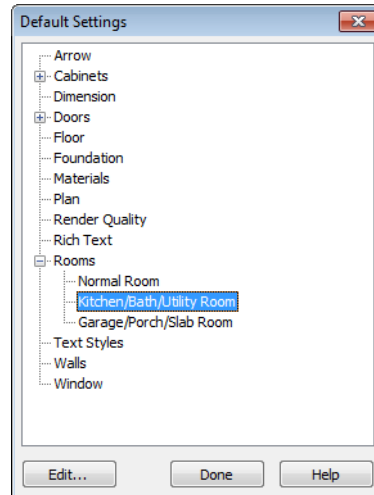 Default Settings
Arrow
Cabinets
Dimension
Doors
Floor
Foundation
Materials
Plan
Render Quality
Rich Text
Rooms
Normal Room
Kitchen/Bath/Utility Room
Garage/Porch/Slab Room
Text Styles
Walls
Window
Edit... Done Help